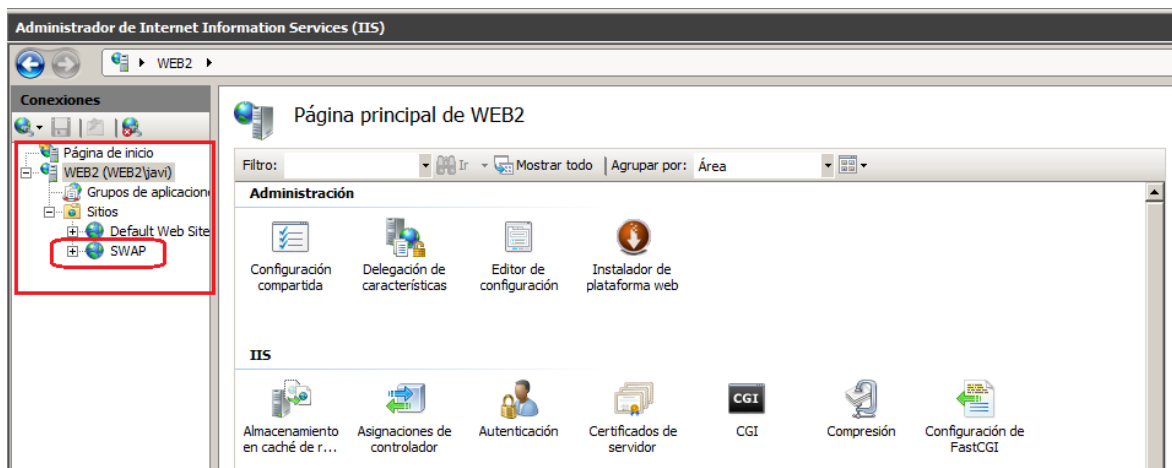 Administrador de Internet Information Services (IIS)
WEB2
Conexiones
Página de inicio
WEB2 (WEB2\javi)
Grupos de aplicacion
Sitios
Default Web Site
SWAP
Página principal de WEB2
Filtro: Ir Mostrar todo Agrupar por: Área
Administración
Configuración compartida
Delegación de características
Editor de configuración
Instalador de plataforma web
IIS
Almacenamiento en caché de r...
Asignaciones de controlador
Autenticación
Certificados de servidor
CGI
CGI
Compresión
Configuración de FastCGI